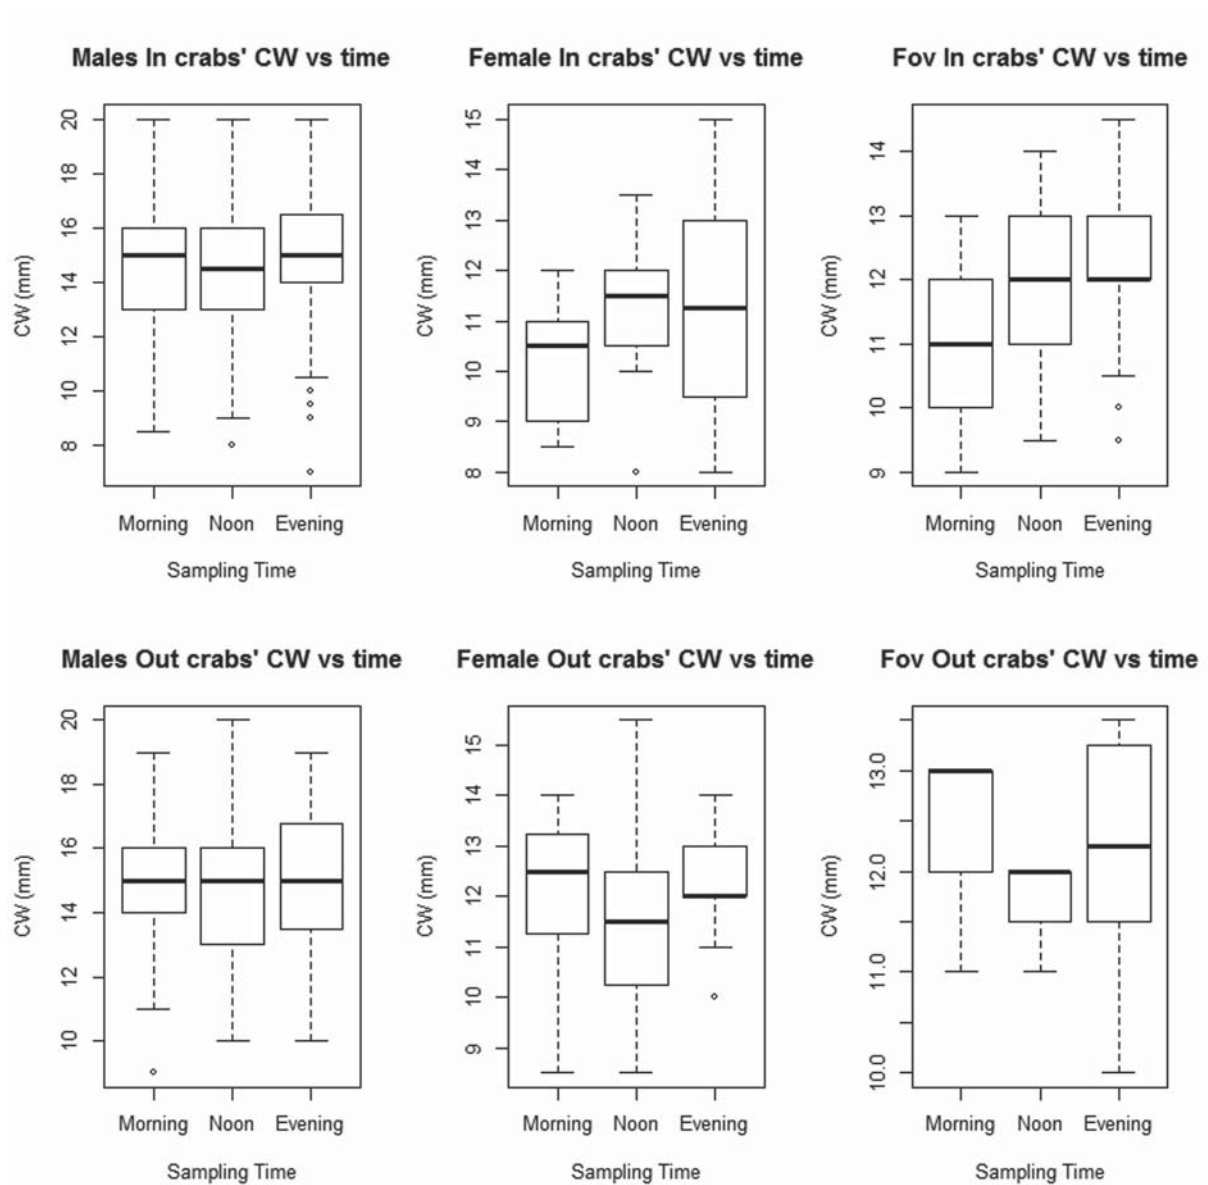 Males In crabs' CW vs time
CW (mm)
20
18
16
14
12
10
8
Morning Noon Evening
Sampling Time
Female In crabs' CW vs time
CW (mm)
15
14
13
12
11
10
9
8
Morning Noon Evening
Sampling Time
Fov In crabs' CW vs time
CW (mm)
14
13
12
11
10
9
Morning Noon Evening
Sampling Time
Males Out crabs' CW vs time
CW (mm)
20
18
16
14
12
10
Morning Noon Evening
Sampling Time
Female Out crabs' CW vs time
CW (mm)
15
14
13
12
11
10
9
Morning Noon Evening
Sampling Time
Fov Out crabs' CW vs time
CW (mm)
13.0
12.0
11.0
10.0
Morning Noon Evening
Sampling Time